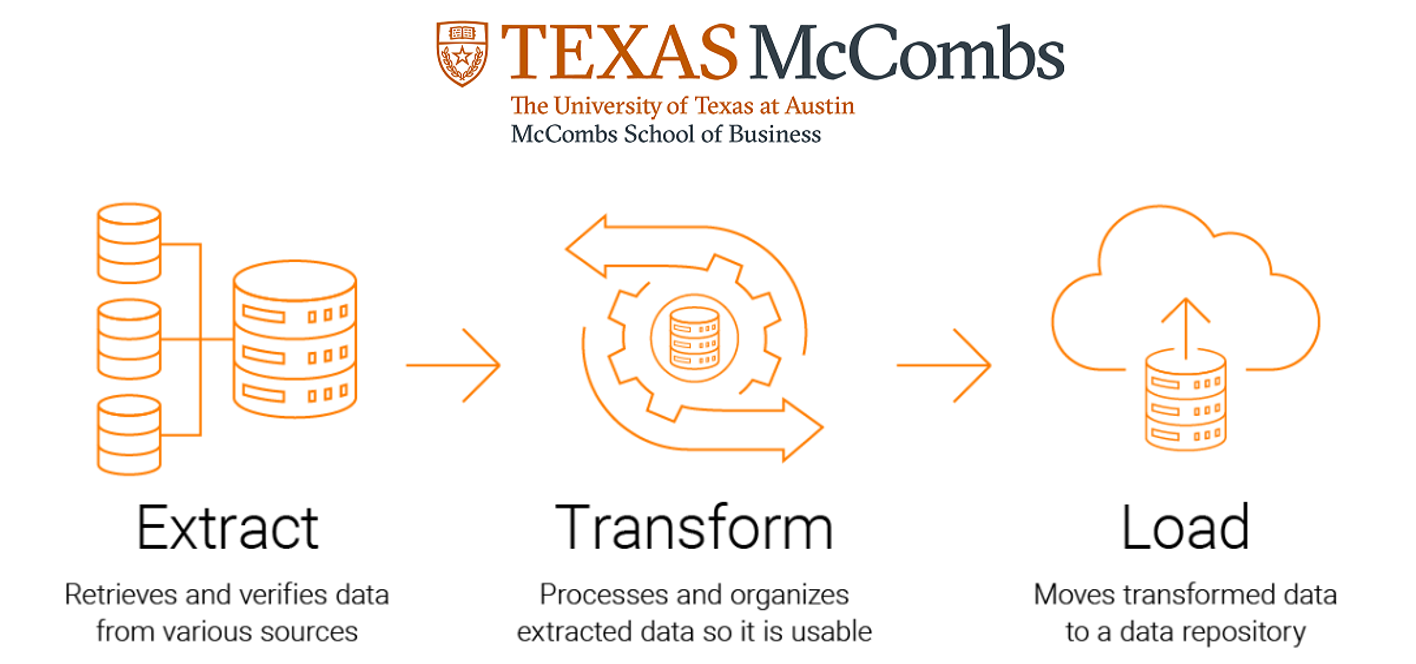 TEXAS McCombs
The University of Texas at Austin
McCombs School of Business
Extract
Retrieves and verifies data
from various sources
Transform
Processes and organizes
extracted data so it is usable
Load
Moves transformed data
to a data repository